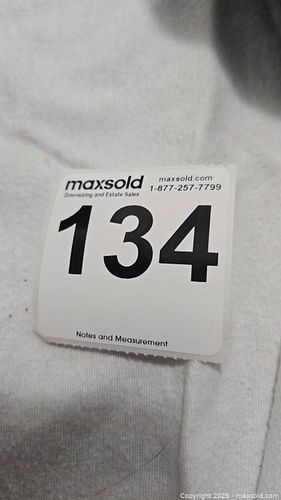 maxsold maxsold.com
Downsizing and Estate Sales 1-877-257-7799
134
Notes and Measurement
Copyright 2025 - maxsold.com